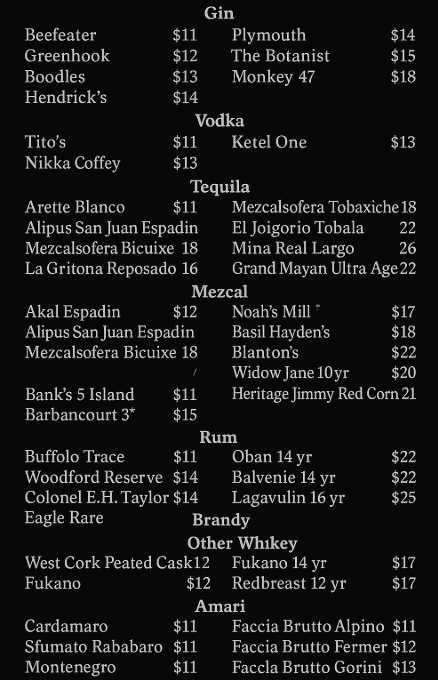 Gin
Beefeater $11 Plymouth $14
Greenhook $12 The Botanist $15
Boodles $13 Monkey 47 $18
Hendrick's $14
Vodka
Tito's $11 Ketel One $13
Nikka Coffey $13
Tequila
Arette Blanco $11 Mezcalsofera Tobaxiche 18
Alipus San Juan Espadin El Joigorio Tobala 22
Mezcalsofera Bicuixe 18 Mina Real Largo 26
La Gritona Reposado 16 Grand Mayan Ultra Age 22
Mezcal
Akal Espadin $12 Noah's Mill $17
Alipus San Juan Espadin Basil Hayden's $18
Mezcalsofera Bicuixe 18 Blanton's $22
Widow Jane 10 yr $20
Bank's 5 Island $11 Heritage Jimmy Red Corn 21
Barbancourt 3* $15
Rum
Buffolo Trace $11 Oban 14 yr $22
Woodford Reserve $14 Balvenie 14 yr $22
Colonel E.H. Taylor $14 Lagavulin 16 yr $25
Eagle Rare Brandy
Other Whıkey
West Cork Peated Cask 12 Fukano 14 yr $17
Fukano $12 Redbreast 12 yr $17
Amari
Cardamaro $11 Faccia Brutto Alpino $11
Sfumato Rababaro $11 Faccia Brutto Fermer $12
Montenegro $11 Faccla Brutto Gorini $13